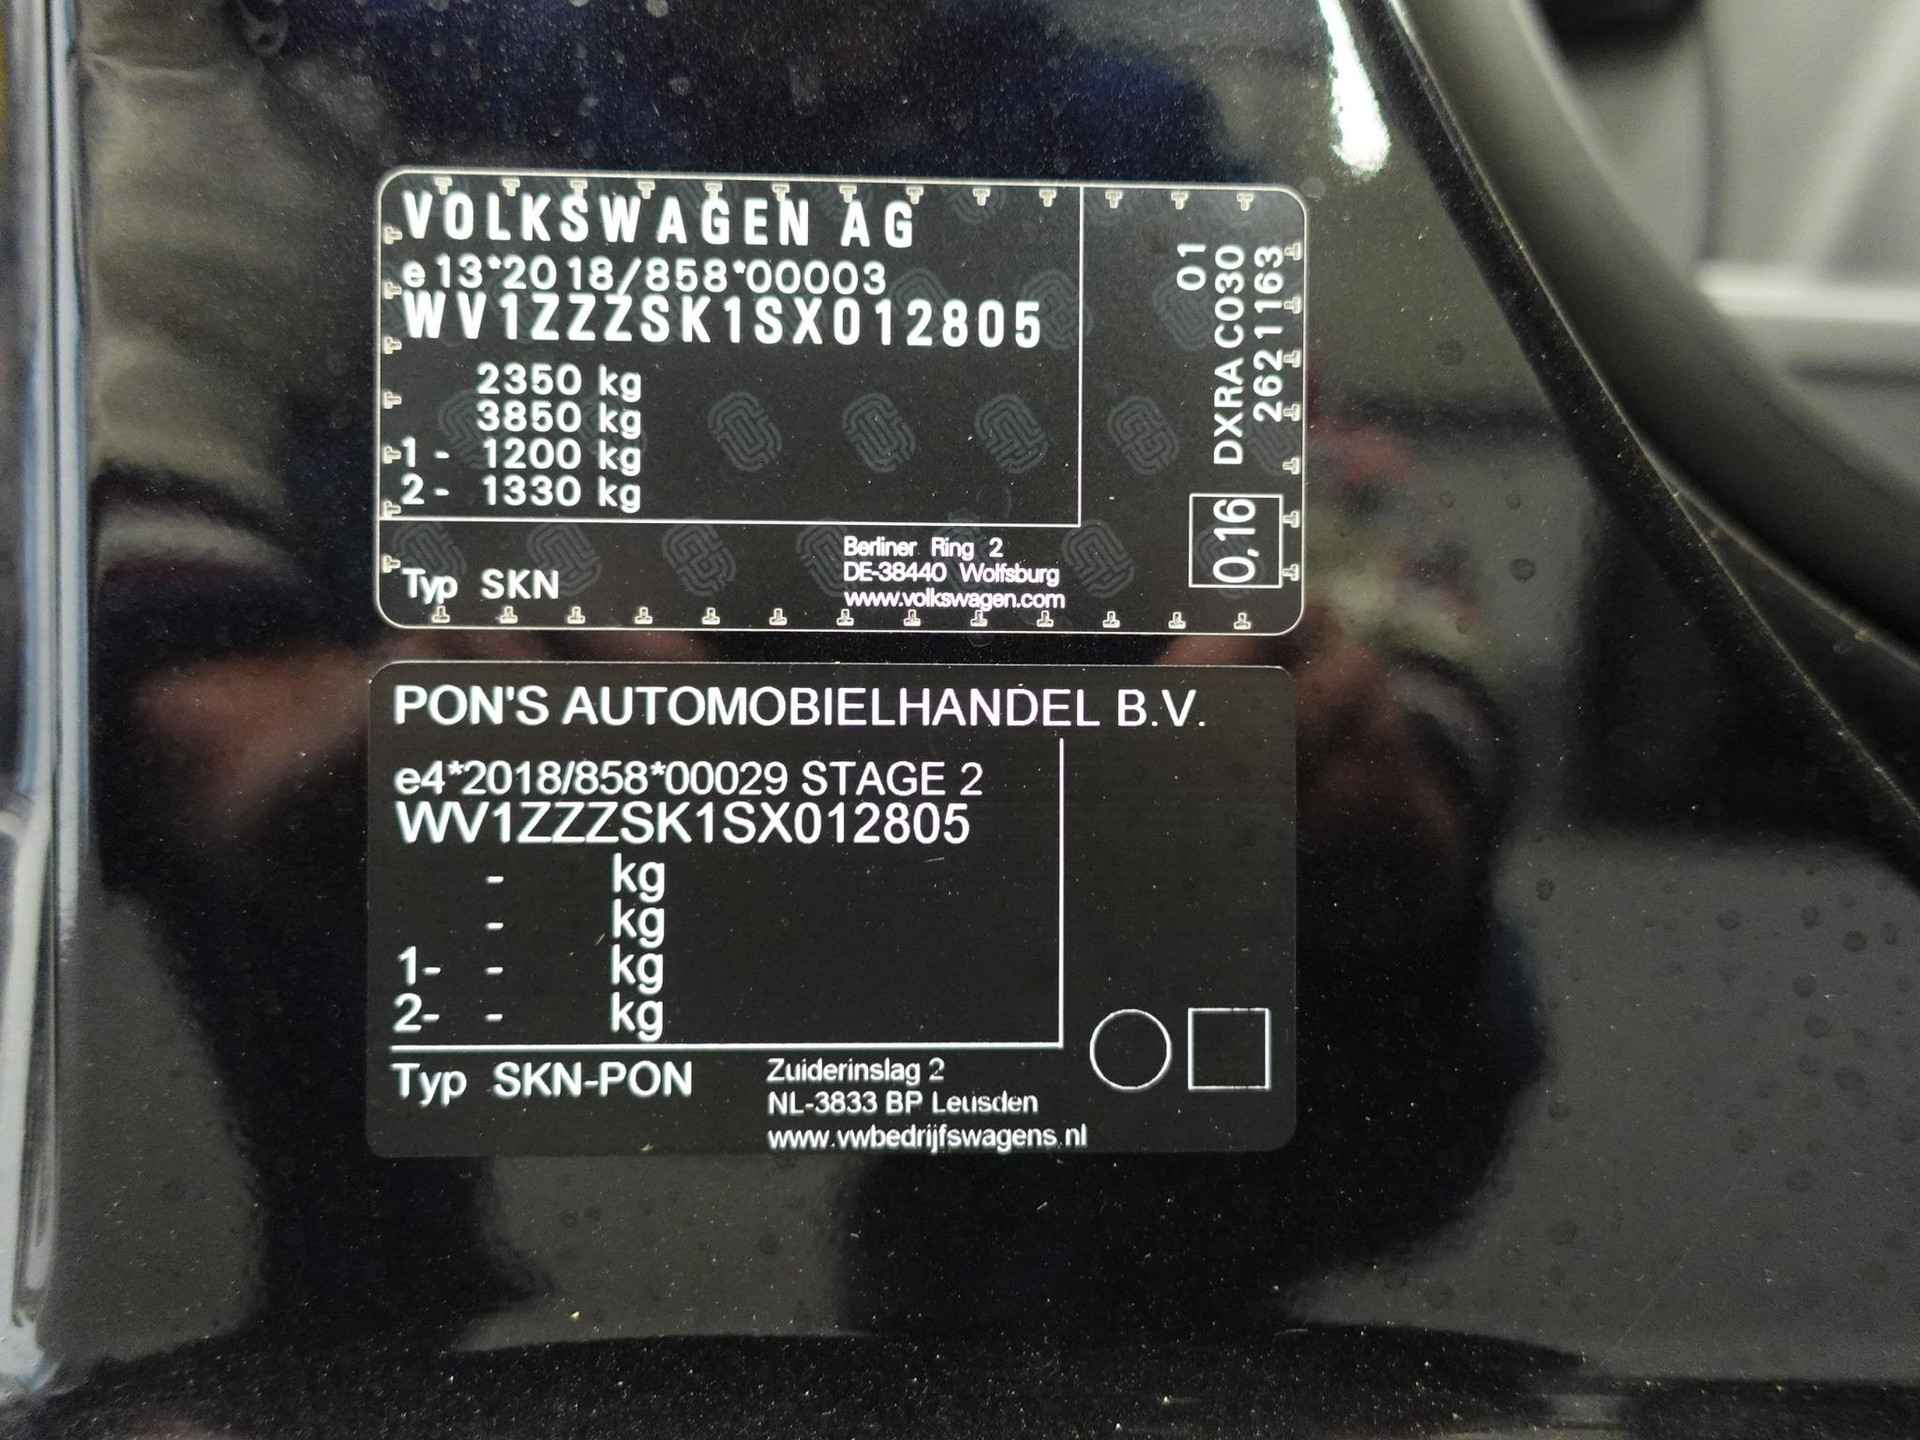 VOLKSWAGEN AG
e13*2018/858*00003
WV1ZZZSK1SX012805
2350 kg
3850 kg
1 - 1200 kg
2 - 1330 kg
Typ SKN
Berliner Ring 2
DE-38440 Wolfsburg
www.volkswagen.com
01
DXRA C030
2621163
0,16
PON'S AUTOMOBIELHANDEL B.V.
e4*2018/858*00029 STAGE 2
WV1ZZZSK1SX012805
- kg
- kg
1- - kg
2- - kg
Typ SKN-PON
Zuiderinslag 2
NL-3833 BP Leusden
www.vwbedrijfswagens.nl